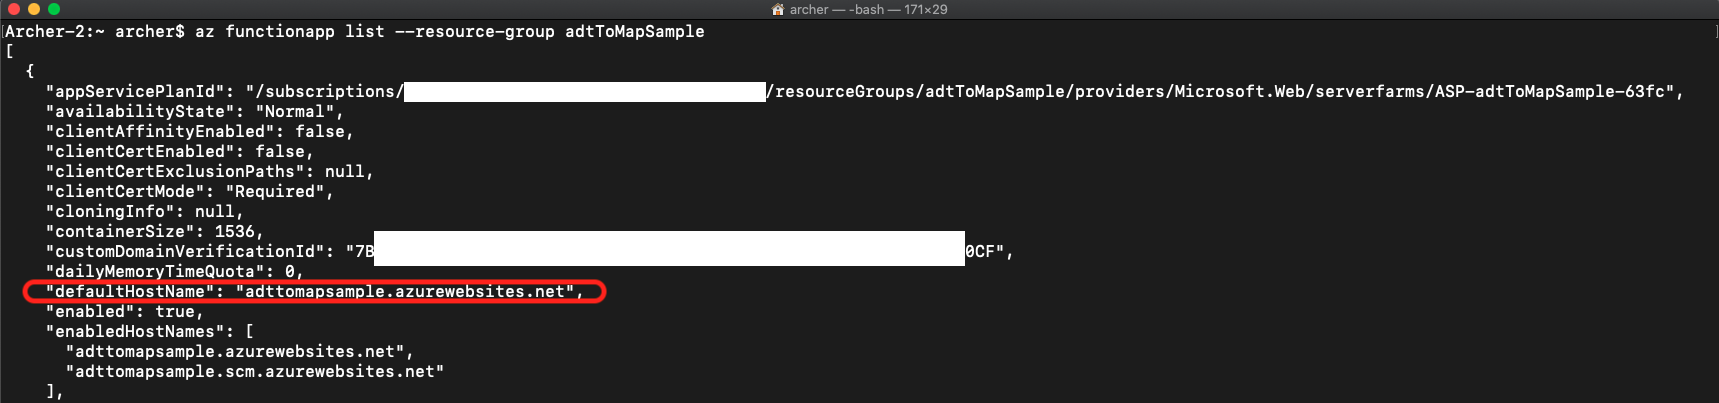 archer — -bash — 171×29
Archer-2:~ archer$ az functionapp list --resource-group adtToMapSample
[
{
"appServicePlanId": "/subscriptions/ /resourceGroups/adtToMapSample/providers/Microsoft.Web/serverfarms/ASP-adtToMapSample-63fc",
"availabilityState": "Normal",
"clientAffinityEnabled": false,
"clientCertEnabled": false,
"clientCertExclusionPaths": null,
"clientCertMode": "Required",
"cloningInfo": null,
"containerSize": 1536,
"customDomainVerificationId": "7B 0CF",
"dailyMemoryTimeQuota": 0,
"defaultHostName": "adttomapsample.azurewebsites.net",
"enabled": true,
"enabledHostNames": [
"adttomapsample.azurewebsites.net",
"adttomapsample.scm.azurewebsites.net"
],